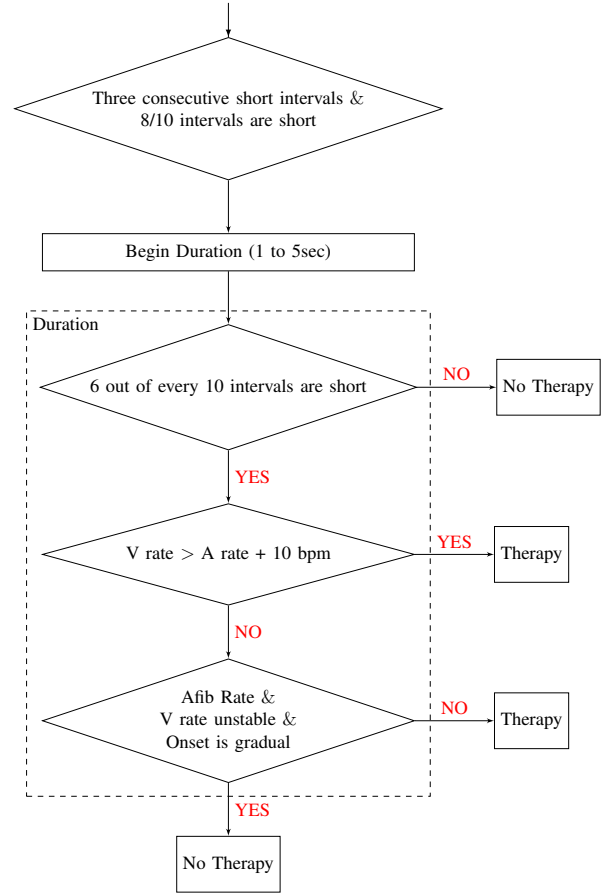 Three consecutive short intervals &
8/10 intervals are short
Begin Duration (1 to 5sec)
Duration
6 out of every 10 intervals are short
NO
No Therapy
YES
V rate > A rate + 10 bpm
YES
Therapy
NO
Afib Rate &
V rate unstable &
Onset is gradual
NO
Therapy
YES
No Therapy